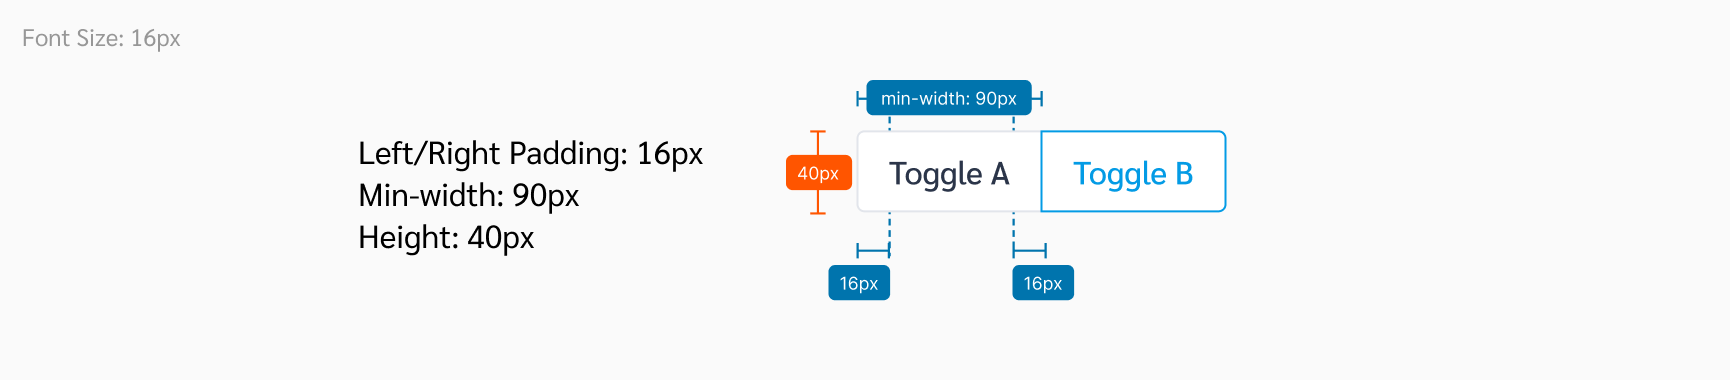 Font Size: 16px
min-width: 90px
Left/Right Padding: 16px
Min-width: 90px
Height: 40px
40px
Toggle A
Toggle B
16px
16px